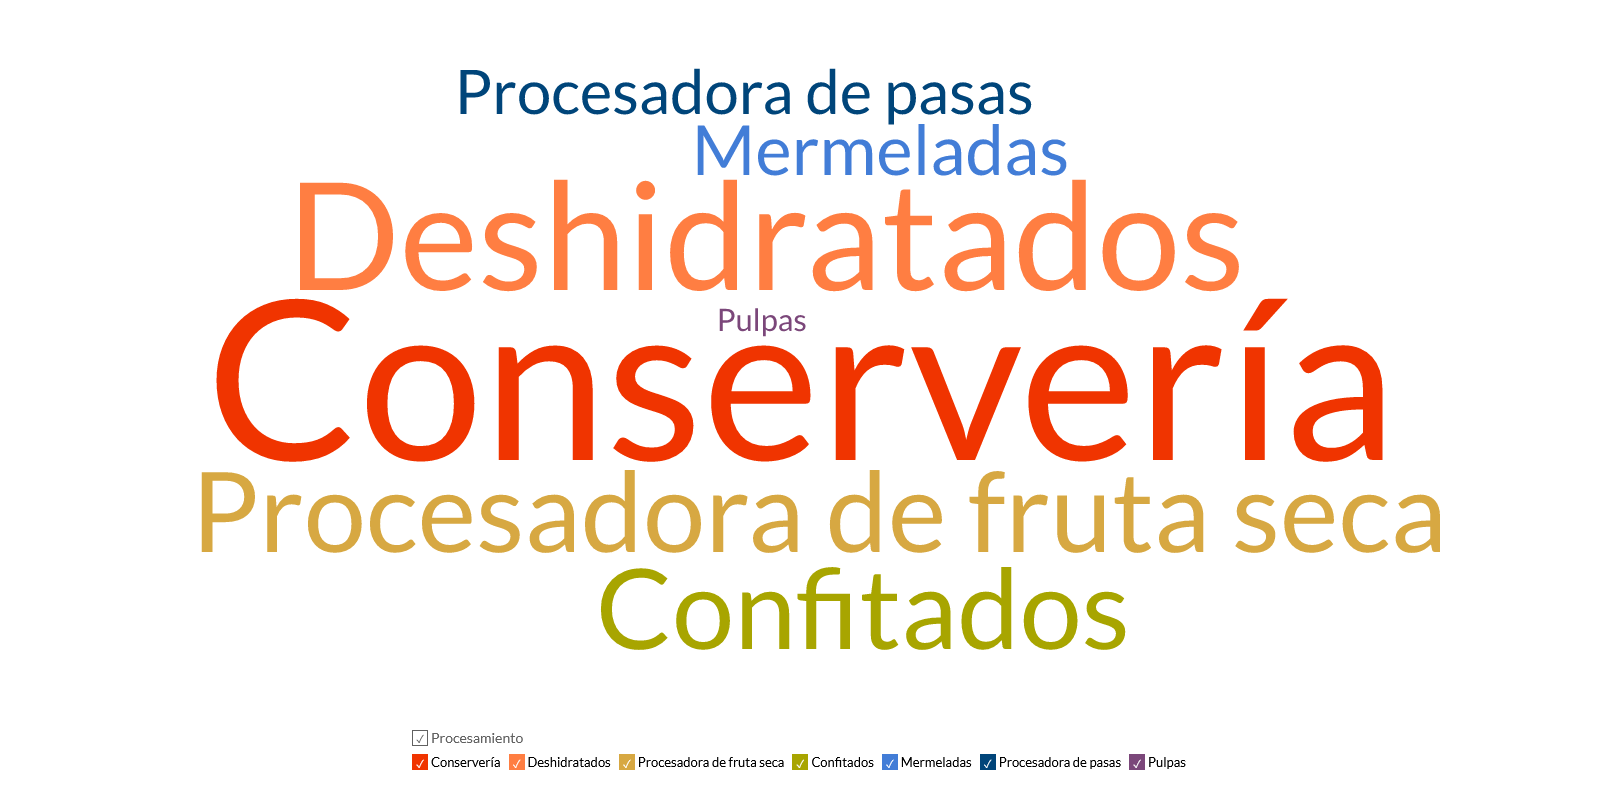 Procesadora de pasas
Mermeladas
Deshidratados
Pulpas
Conservería
Procesadora de fruta seca
Confitados
Procesamiento
Conservería Deshidratados Procesadora de fruta seca Confitados Mermeladas Procesadora de pasas Pulpas